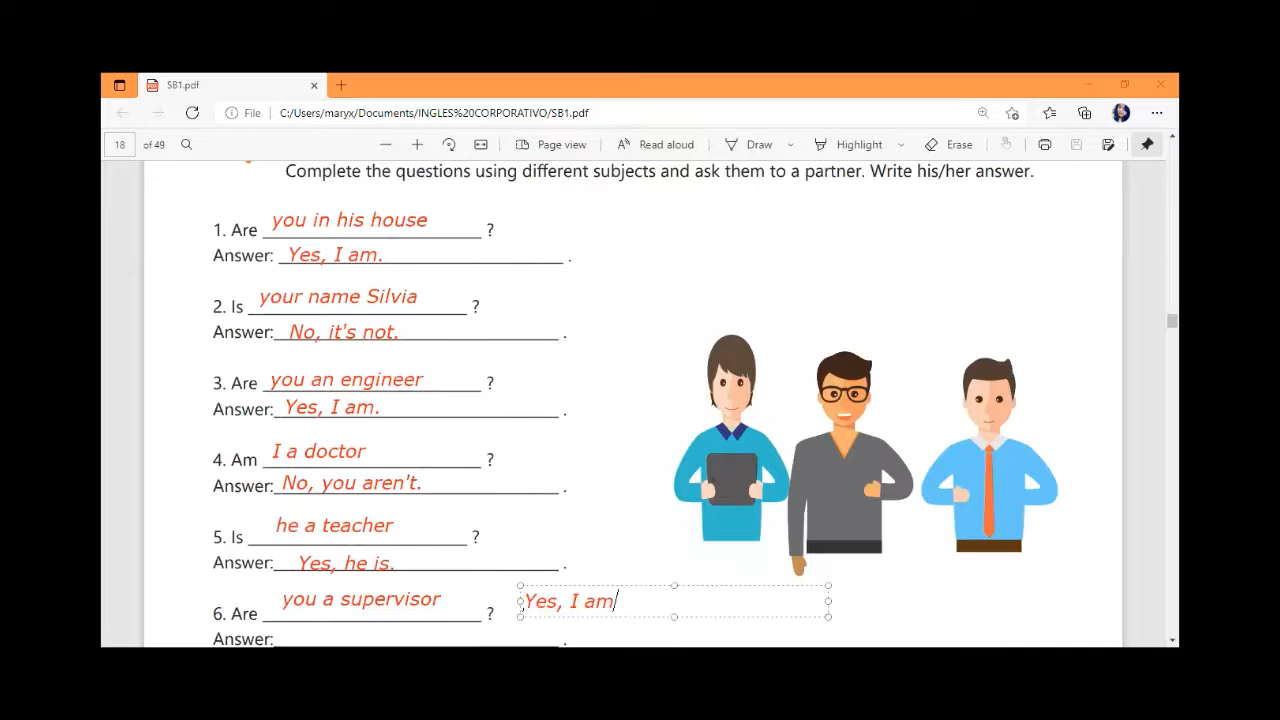 SB1.pdf
File C:/Users/maryx/Documents/INGLES%20CORPORATIVO/SB1.pdf
18 of 49 Page view Read aloud Draw Highlight Erase
Complete the questions using different subjects and ask them to a partner. Write his/her answer.
1. Are you in his house ?
Answer: Yes, I am. .
2. Is your name Silvia ?
Answer: No, it's not. .
3. Are you an engineer ?
Answer: Yes, I am. .
4. Am I a doctor ?
Answer: No, you aren't. .
5. Is he a teacher ?
Answer: Yes, he is. .
6. Are you a supervisor ? Yes, I am
Answer: .